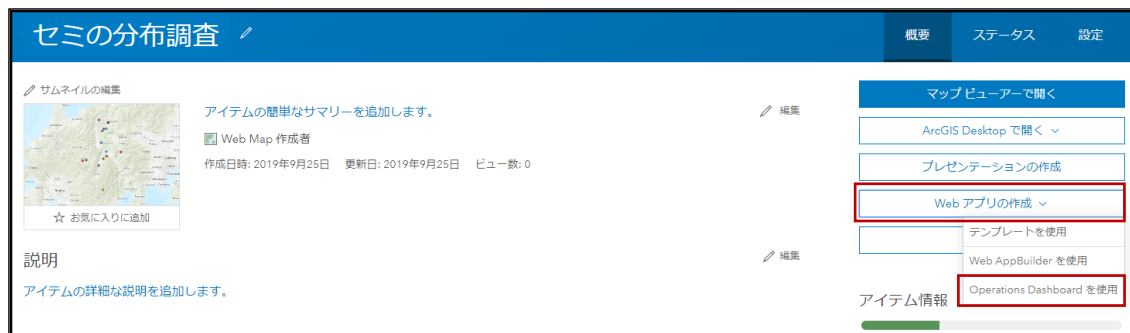 セミの分布調査
概要 ステータス 設定
サムネイルの編集
アイテムの簡単なサマリーを追加します。
編集
Web Map 作成者
作成日時: 2019年9月25日 更新日: 2019年9月25日 ビュー数: 0
お気に入りに追加
説明
編集
アイテムの詳細な説明を追加します。
マップ ビューアーで開く
ArcGIS Desktop で開く
プレゼンテーションの作成
Web アプリの作成
テンプレートを使用
Web AppBuilder を使用
Operations Dashboard を使用
アイテム情報